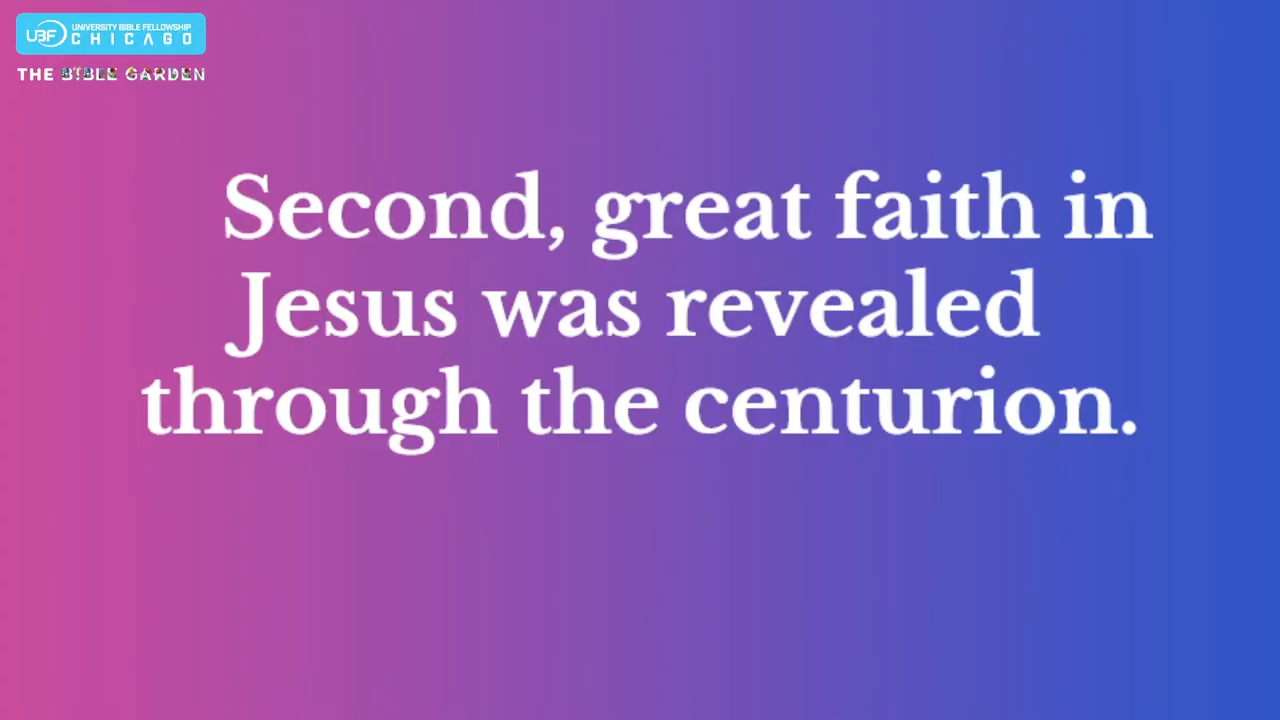 UBF
UNIVERSITY BIBLE FELLOWSHIP
CHICAGO
THE BIBLE GARDEN
Second, great faith in
Jesus was revealed
through the centurion.